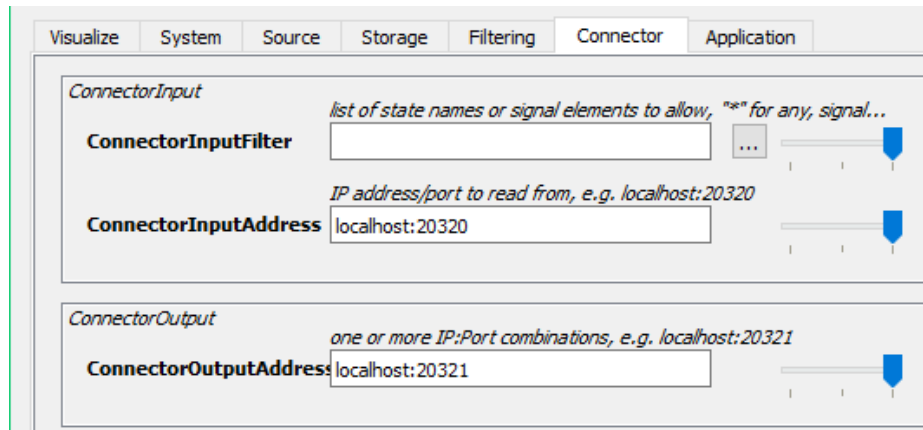 Visualize System Source Storage Filtering Connector Application
ConnectorInput
list of state names or signal elements to allow, "*" for any, signal...
ConnectorInputFilter ...
IP address/port to read from, e.g. localhost:20320
ConnectorInputAddress localhost:20320
ConnectorOutput
one or more IP:Port combinations, e.g. localhost:20321
ConnectorOutputAddress localhost:20321